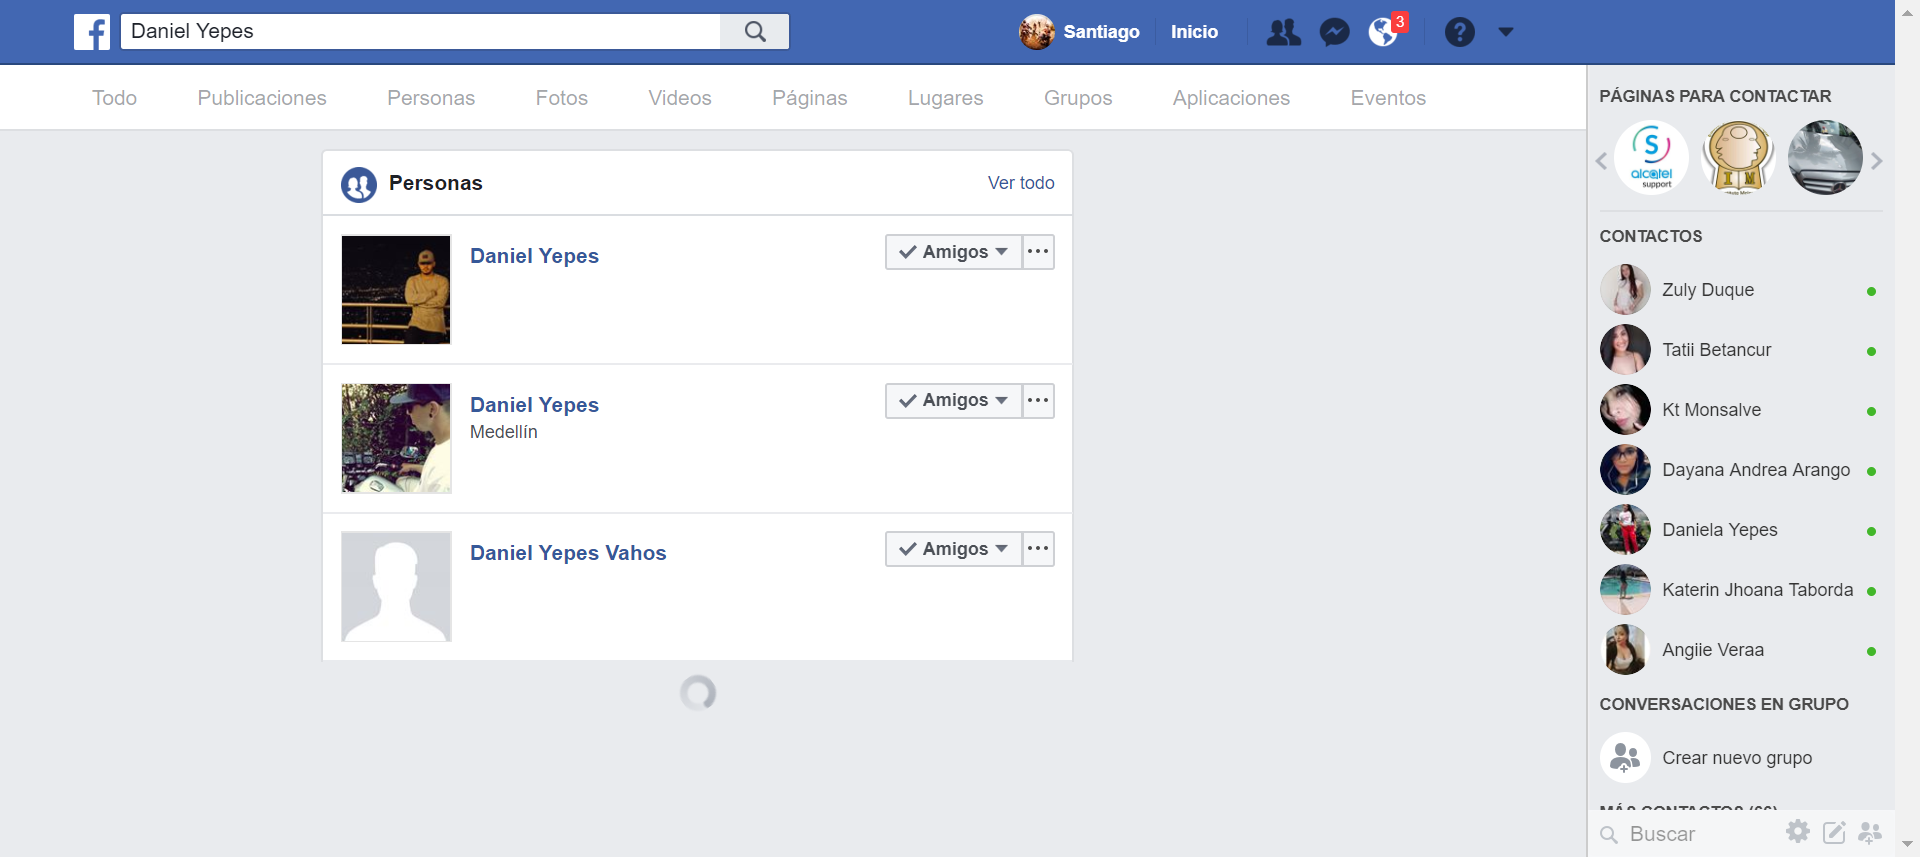 Daniel Yepes
Santiago
Inicio
3
Todo
Publicaciones
Personas
Fotos
Videos
Páginas
Lugares
Grupos
Aplicaciones
Eventos
Personas
Ver todo
Daniel Yepes
Amigos
Daniel Yepes
Medellín
Amigos
Daniel Yepes Vahos
Amigos
PÁGINAS PARA CONTACTAR
S
alcatel
support
I M
CONTACTOS
Zuly Duque
Tatii Betancur
Kt Monsalve
Dayana Andrea Arango
Daniela Yepes
Katerin Jhoana Taborda
Angiie Veraa
CONVERSACIONES EN GRUPO
Crear nuevo grupo
MÁS CONTACTOS (66)
Buscar